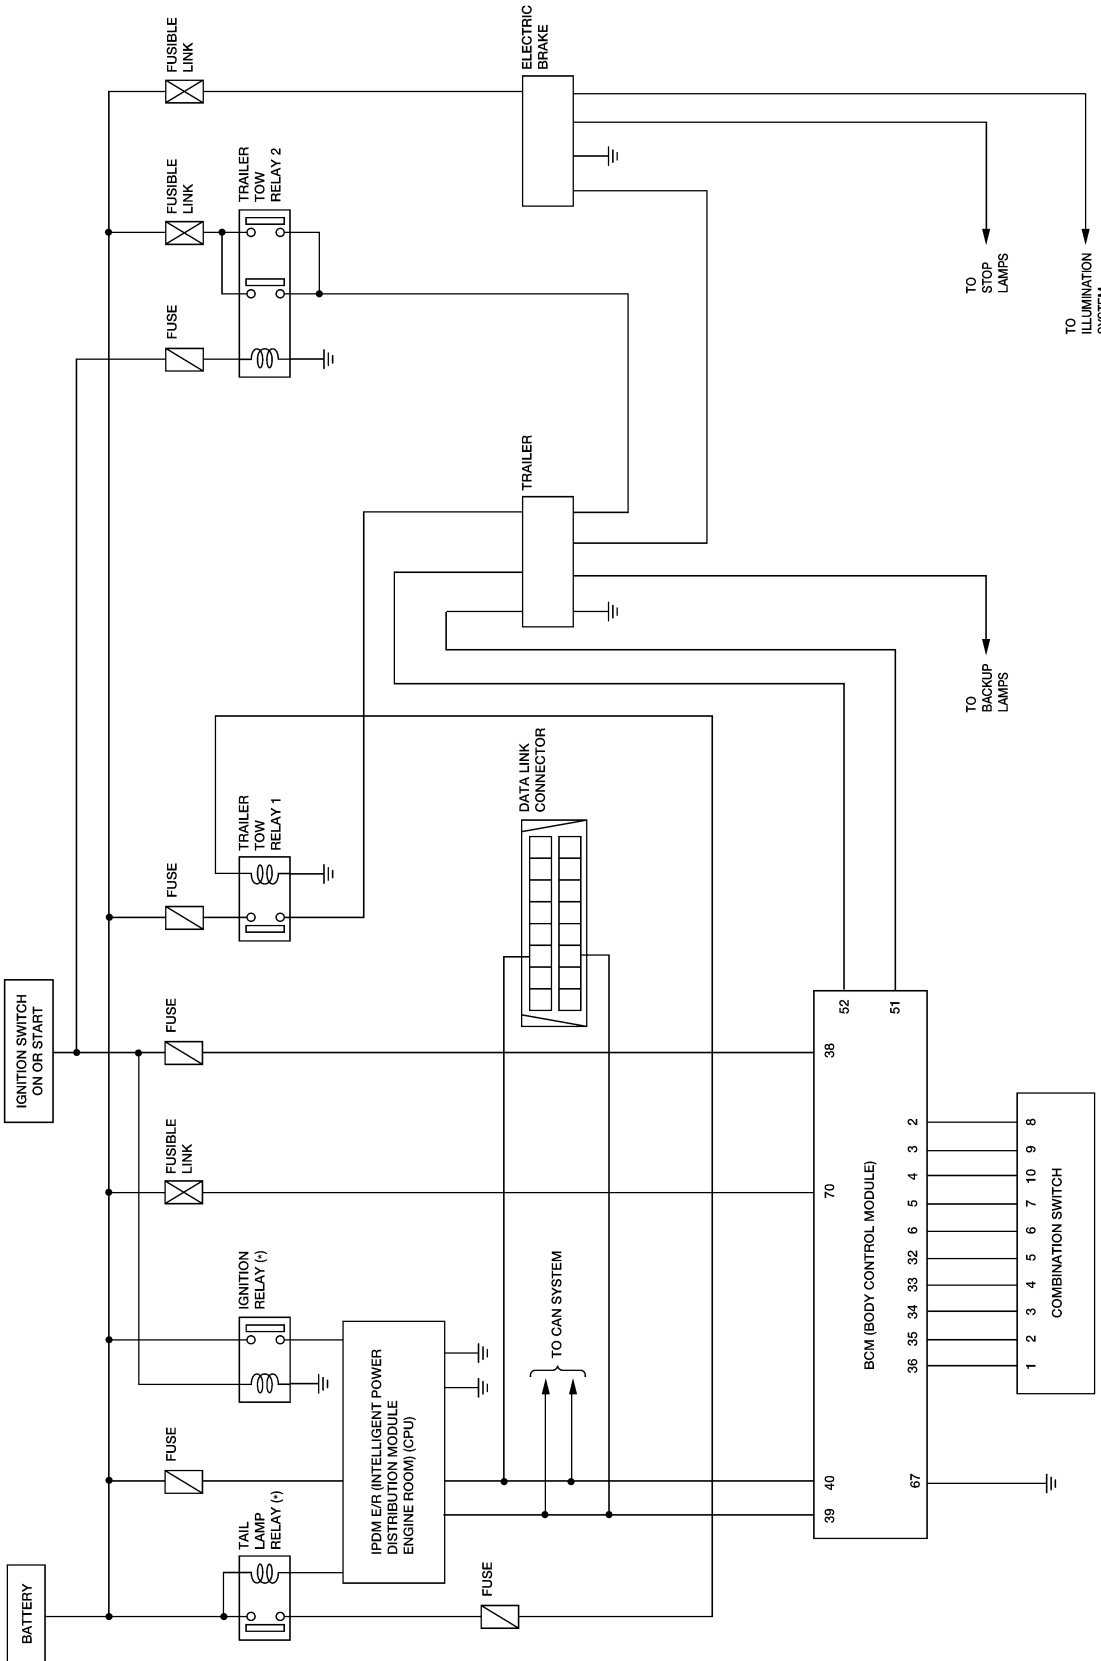 BATTERY
IGNITION SWITCH
ON OR START
TAIL
LAMP
RELAY (*)
FUSE
IGNITION
RELAY (*)
FUSIBLE
LINK
FUSE
FUSE
TRAILER
TOW
RELAY 1
FUSE
TRAILER
TOW
RELAY 2
FUSIBLE
LINK
FUSIBLE
LINK
IPDM E/R (INTELLIGENT POWER
DISTRIBUTION MODULE
ENGINE ROOM) (CPU)
FUSE
TO CAN SYSTEM
DATA LINK
CONNECTOR
TRAILER
ELECTRIC
BRAKE
39
40
70
38
52
51
BCM (BODY CONTROL MODULE)
67
36
35
34
33
32
6
5
4
3
2
1
2
3
4
5
6
7
10
9
8
COMBINATION SWITCH
TO
BACKUP
LAMPS
TO
STOP
LAMPS
TO
ILLUMINATION
SYSTEM